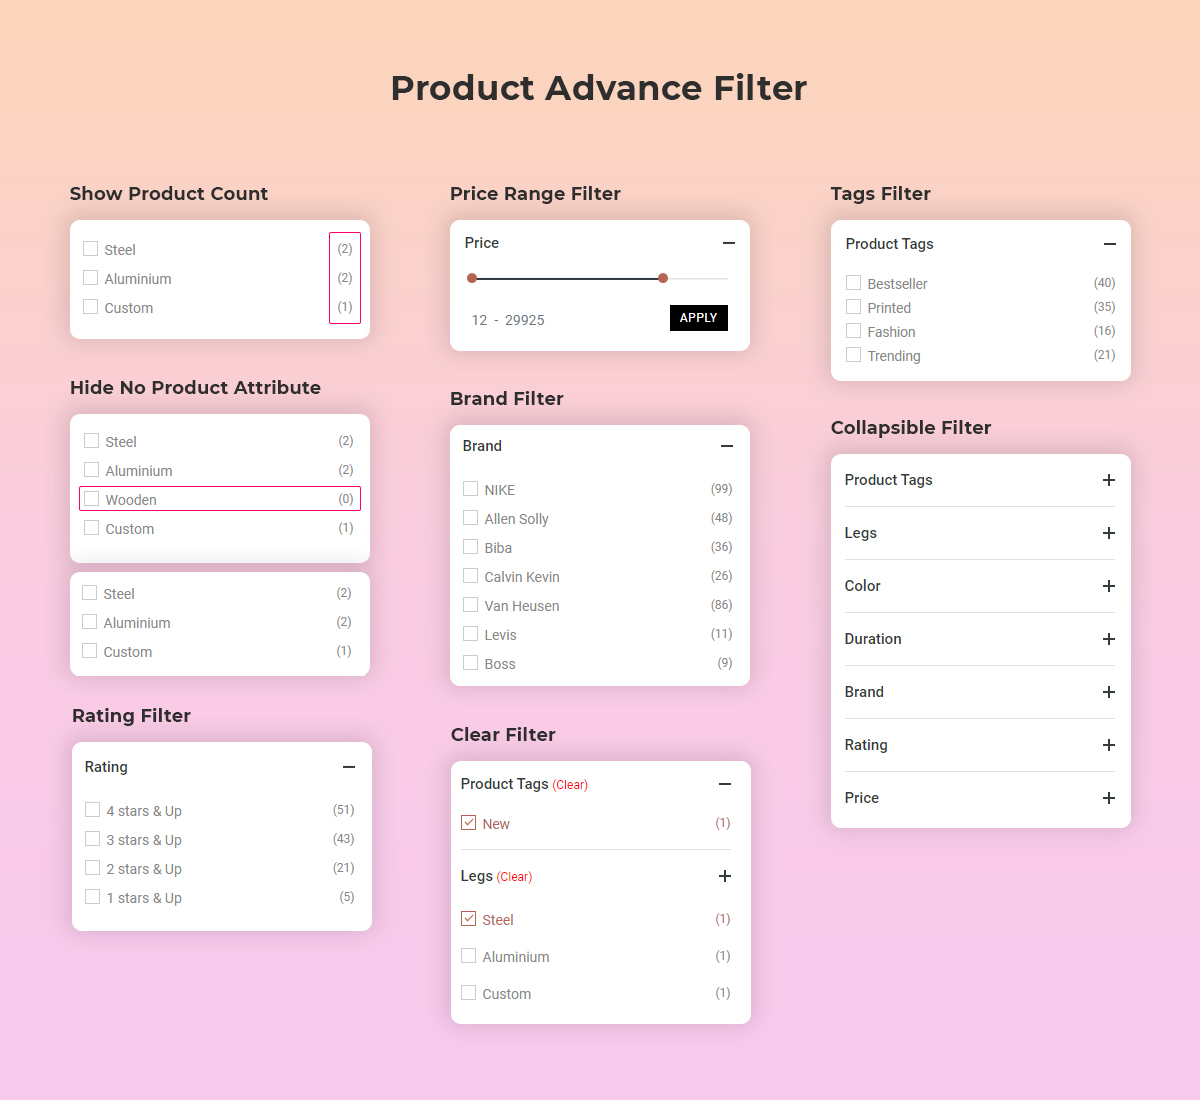 Product Advance Filter
Show Product Count
Steel (2)
Aluminium (2)
Custom (1)
Hide No Product Attribute
Steel (2)
Aluminium (2)
Wooden (0)
Custom (1)
Steel (2)
Aluminium (2)
Custom (1)
Rating Filter
Rating
4 stars & Up (51)
3 stars & Up (43)
2 stars & Up (21)
1 stars & Up (5)
Price Range Filter
Price
12 - 29925 APPLY
Brand Filter
Brand
NIKE (99)
Allen Solly (48)
Biba (36)
Calvin Kevin (26)
Van Heusen (86)
Levis (11)
Boss (9)
Clear Filter
Product Tags (Clear)
New (1)
Legs (Clear)
Steel (1)
Aluminium (1)
Custom (1)
Tags Filter
Product Tags
Bestseller (40)
Printed (35)
Fashion (16)
Trending (21)
Collapsible Filter
Product Tags
Legs
Color
Duration
Brand
Rating
Price